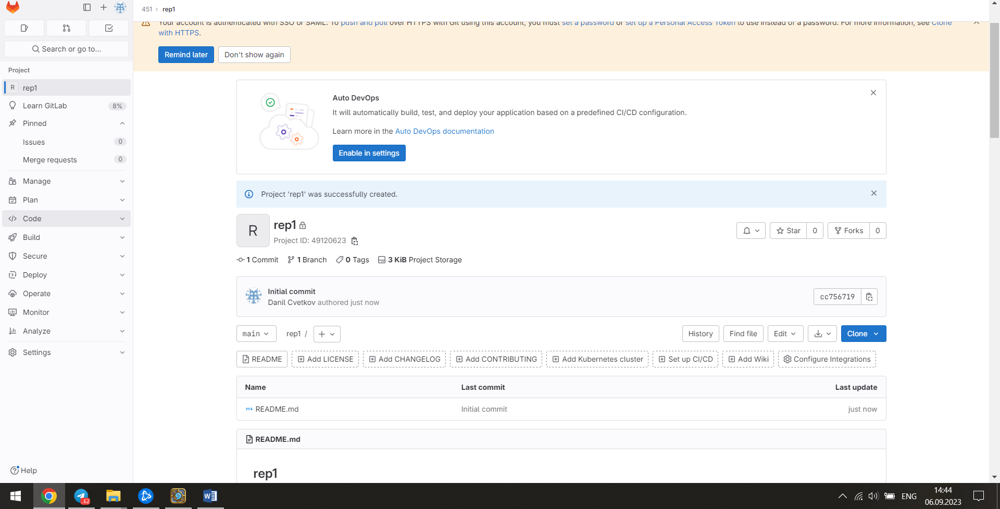 451 › rep1
Your account is authenticated with SSO or SAML. To push and pull over HTTPS with Git using this account, you must set a password or set up a Personal Access Token to use instead of a password. For more information, see Clone
with HTTPS.
Remind later
Don't show again
Search or go to...
Project
R rep1
Learn GitLab 8%
Pinned
Issues 0
Merge requests 0
Manage
Plan
Code
Build
Secure
Deploy
Operate
Monitor
Analyze
Settings
Help
Auto DevOps
It will automatically build, test, and deploy your application based on a predefined CI/CD configuration.
Learn more in the Auto DevOps documentation
Enable in settings
Project 'rep1' was successfully created.
R
rep1
Project ID: 49120623
Star 0
Forks 0
1 Commit 1 Branch 0 Tags 3 KiB Project Storage
Initial commit
Danil Cvetkov authored just now
cc756719
main
rep1 /
History
Find file
Edit
Clone
README
Add LICENSE
Add CHANGELOG
Add CONTRIBUTING
Add Kubernetes cluster
Set up CI/CD
Add Wiki
Configure Integrations
Name Last commit Last update
README.md Initial commit just now
README.md
rep1
62
W
ENG
14:44
06.09.2023